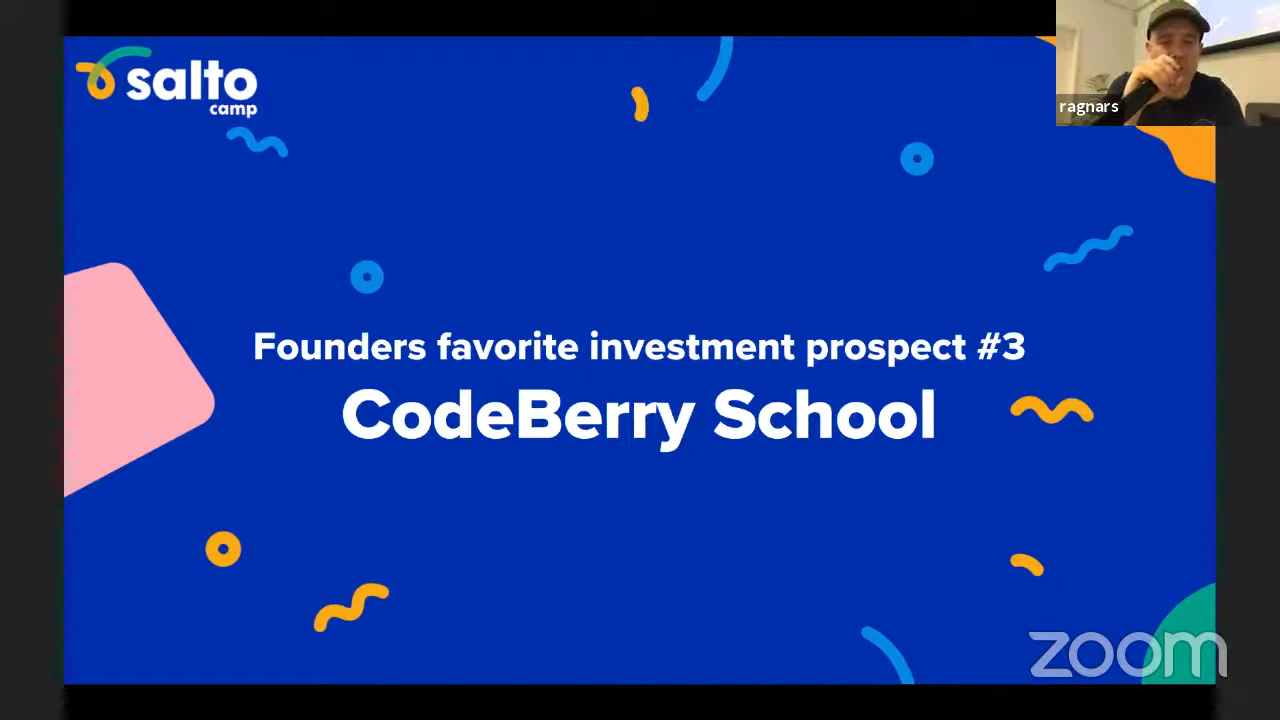 salto
camp
ragnars
Founders favorite investment prospect #3
CodeBerry School
zoom